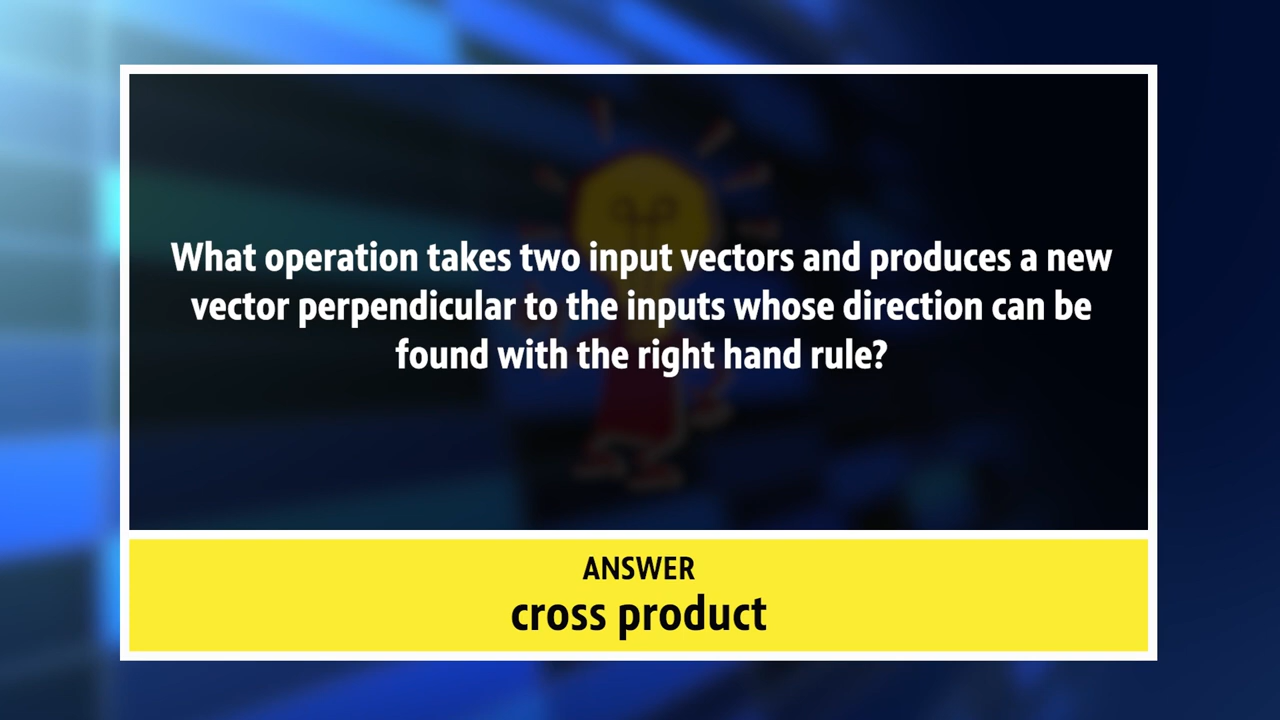 What operation takes two input vectors and produces a new
vector perpendicular to the inputs whose direction can be
found with the right hand rule?
ANSWER
cross product